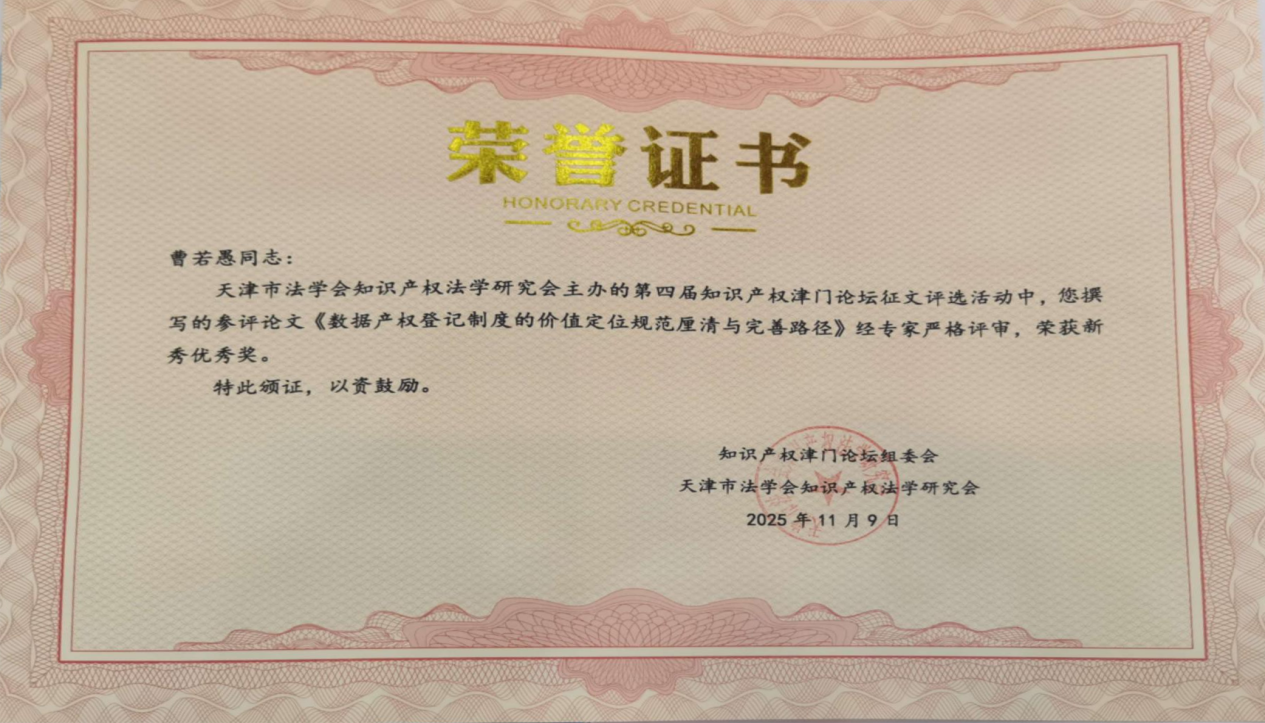 荣誉证书
HONORARY CREDENTIAL
曹若愚同志：
天津市法学会知识产权法学研究会主办的第四届知识产权津门论坛征文评选活动中，您撰
写的参评论文《数据产权登记制度的价值定位规范厘清与完善路径》经专家严格评审，荣获新
秀优秀奖。
特此颁证，以资鼓励。
知识产权津门论坛组委会
天津市法学会知识产权法学研究会
2025 年 11 月 9 日